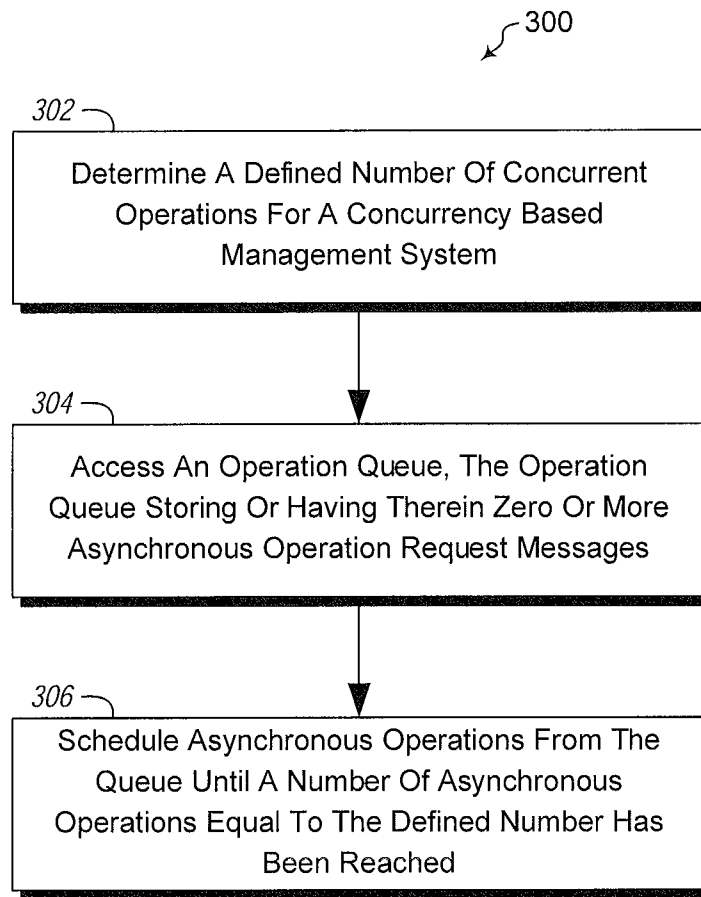 300
302
Determine A Defined Number Of Concurrent
Operations For A Concurrency Based
Management System
304
Access An Operation Queue, The Operation
Queue Storing Or Having Therein Zero Or More
Asynchronous Operation Request Messages
306
Schedule Asynchronous Operations From The
Queue Until A Number Of Asynchronous
Operations Equal To The Defined Number Has
Been Reached